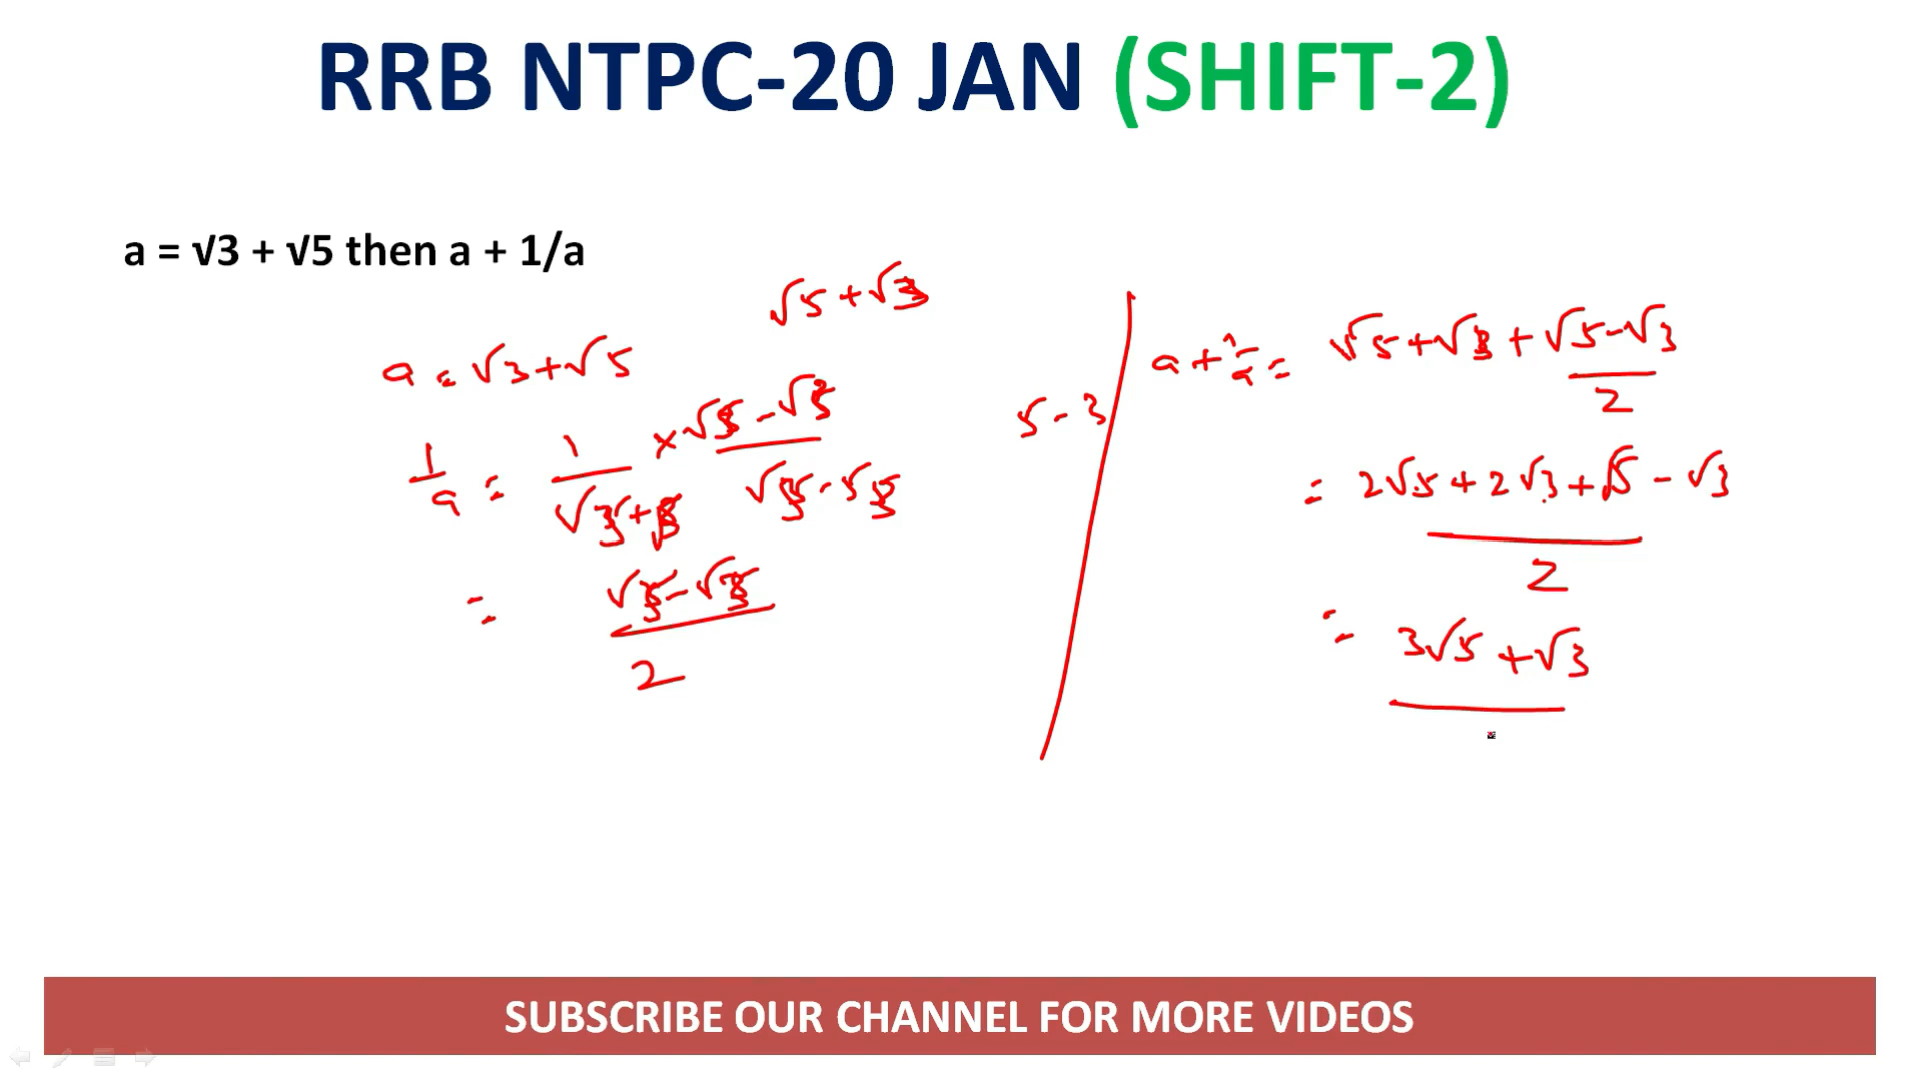 RRB NTPC-20 JAN (SHIFT-2)
a = √3 + √5 then a + 1/a
√5 + √3
a = √3 + √5
1/a = 1/(√5 + √3) × (√5 - √3)/(√5 - √3)
5 - 3
= (√5 - √3)/2
a + 1/a = √5 + √3 + (√5 - √3)/2
= (2√5 + 2√3 + √5 - √3)/2
= 3√5 + √3
SUBSCRIBE OUR CHANNEL FOR MORE VIDEOS